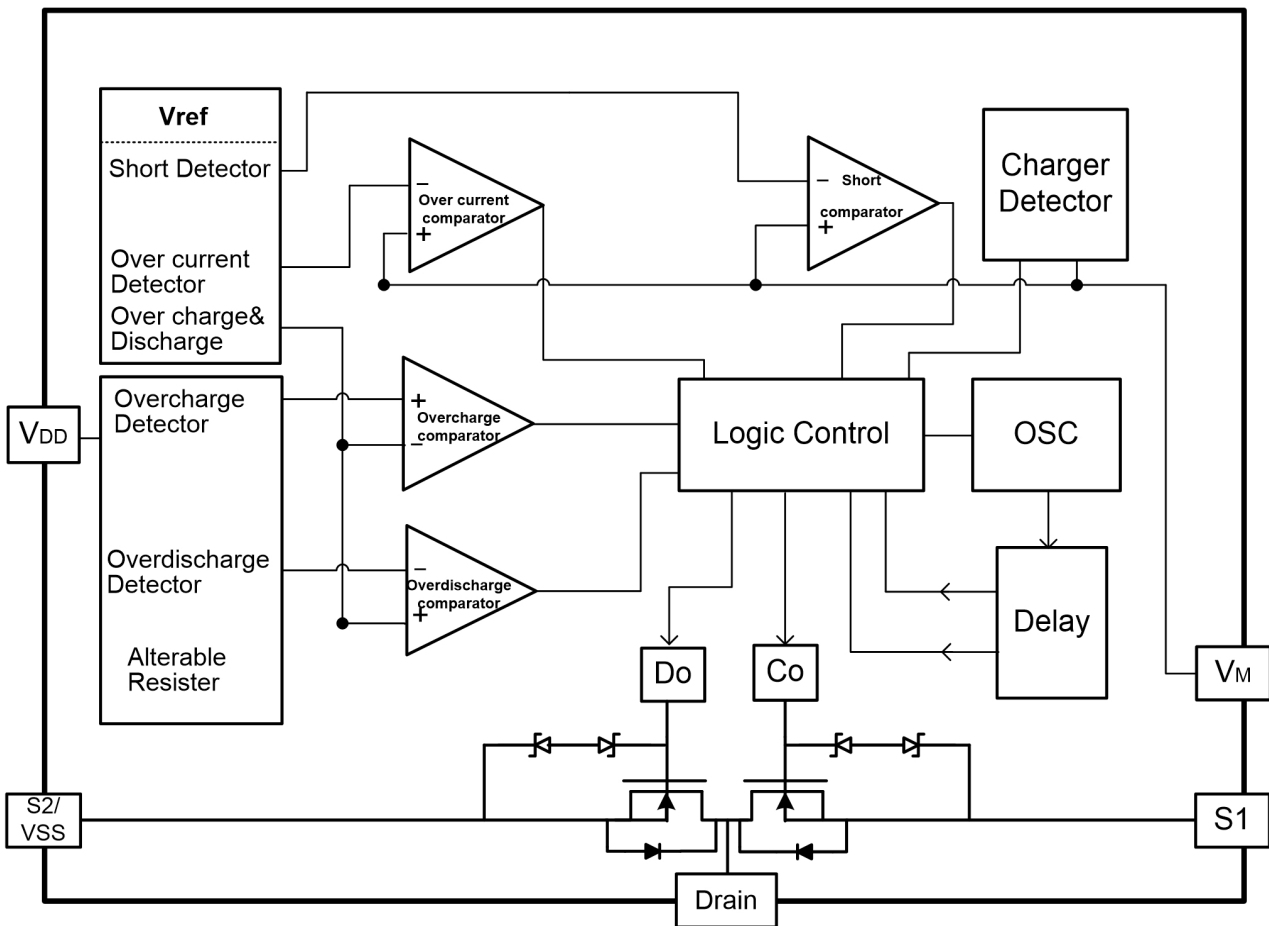 Vref
Short Detector
Over current
Detector
Over charge&
Discharge
−
Over current
comparator
+
− Short
comparator
+
Charger
Detector
VDD
Overcharge
Detector
Overdischarge
Detector
Alterable
Resister
+
Overcharge
comparator
−
−
Overdischarge
comparator
+
Logic Control
OSC
Delay
Do
Co
VM
S2/
VSS
S1
Drain